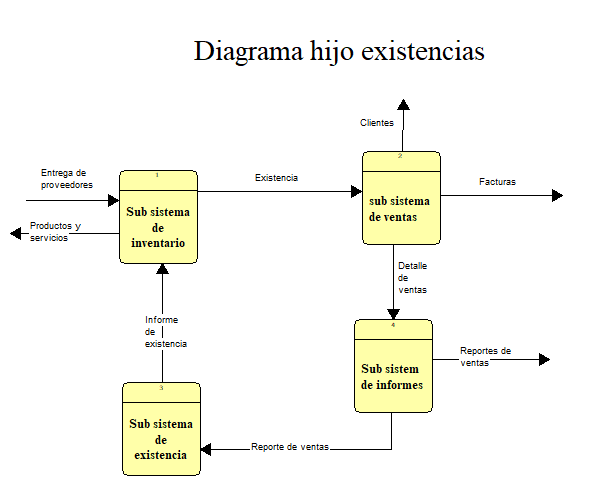 Diagrama hijo existencias
Clientes
2
Entrega de
proveedores
1
Existencia
Facturas
sub sistema
de ventas
Sub sistema
de
inventario
Productos y
servicios
Detalle
de
ventas
Informe
de
existencia
4
Reportes de
ventas
Sub sistem
de informes
3
Sub sistema
de
existencia
Reporte de ventas